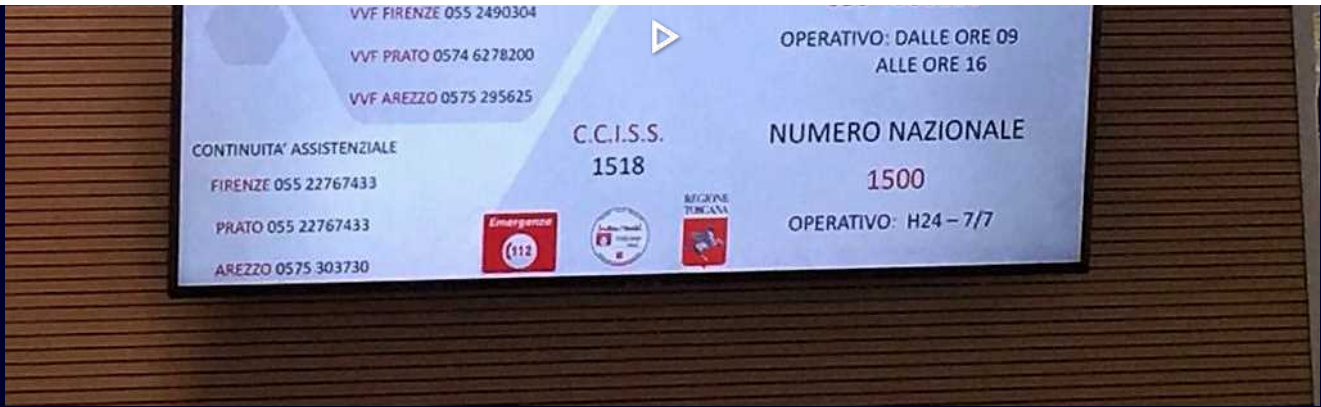 VVF FIRENZE 055 2490304
VVF PRATO 0574 6278200
VVF AREZZO 0575 295625
CONTINUITA' ASSISTENZIALE
FIRENZE 055 22767433
PRATO 055 22767433
AREZZO 0575 303730
C.C.I.S.S.
1518
Emergenza
112
REGIONE
TOSCANA
OPERATIVO: DALLE ORE 09
ALLE ORE 16
NUMERO NAZIONALE
1500
OPERATIVO: H24 – 7/7